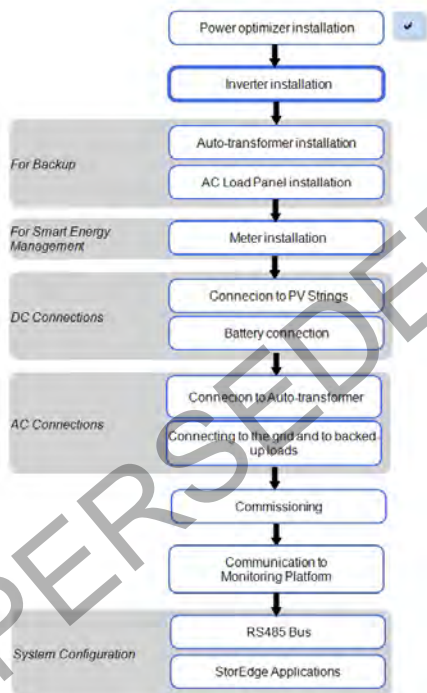 Power optimizer installation
Inverter installation
Auto-transformer installation
For Backup
AC Load Panel installation
For Smart Energy
Management
Meter installation
Connecion to PV Strings
DC Connections
Battery connection
Connecion to Auto-transformer
AC Connections
Connecting to the grid and to backed
up loads
Commissioning
Communication to
Monitoring Platform
RS485 Bus
System Configuration
StorEdge Applications
PERSEDE